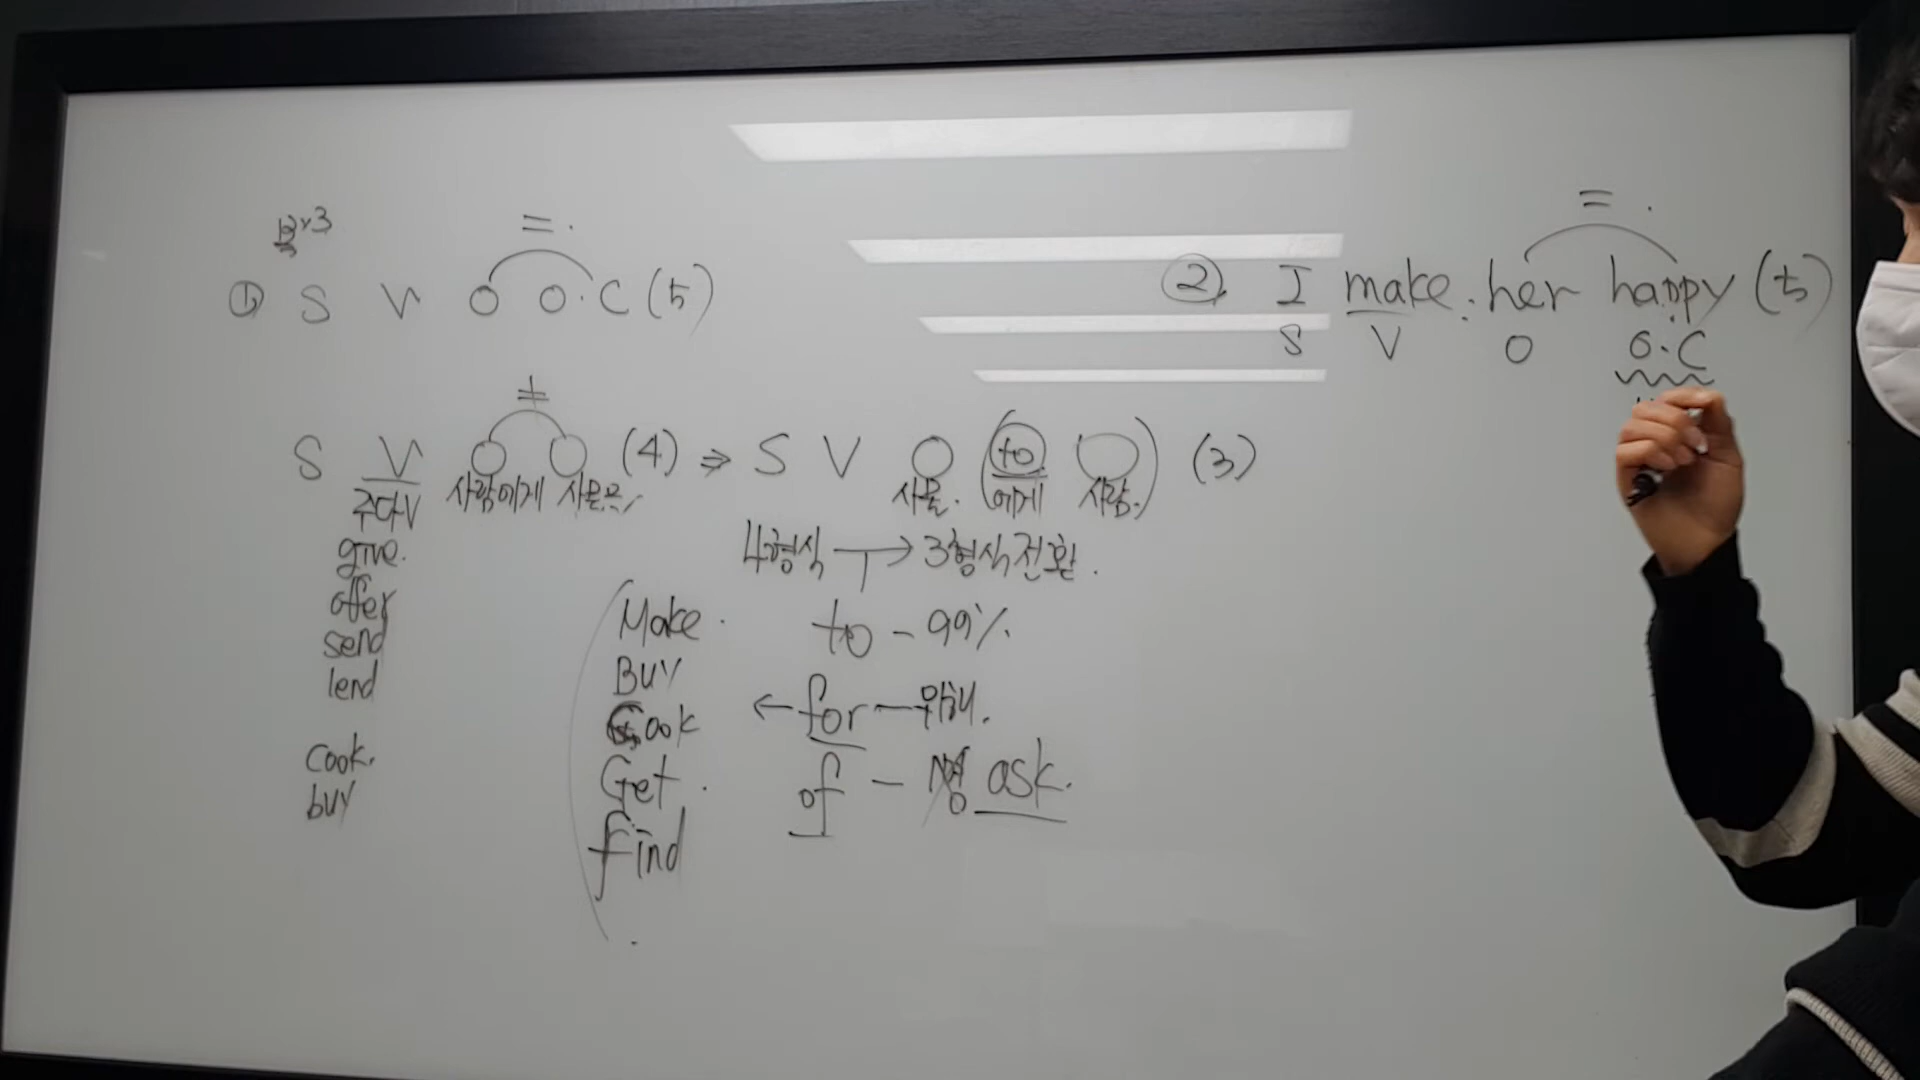 ① S V O O·C (5)
=.
S V O O (4) ⇒ S V O (to O) (3)
≠
주다V 사람에게 사물을 사물. 에게 사람.
give.
offer
send
lend
cook.
buy
4형식 → 3형식 전환.
Make.
Buy
Cook
Get.
find
to - 99%
← for - 위해.
of - ask.
=.
② I make her happy (5)
S V O O·C